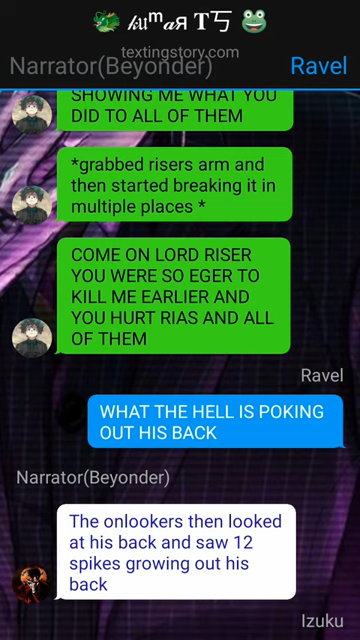 🐲 𝓀𝓊ᵐ𝒂я 𝐓丂 🐸
textingstory.com
Narrator(Beyonder) Ravel
SHOWING ME WHAT YOU
DID TO ALL OF THEM
*grabbed risers arm and
then started breaking it in
multiple places *
COME ON LORD RISER
YOU WERE SO EGER TO
KILL ME EARLIER AND
YOU HURT RIAS AND ALL
OF THEM
Ravel
WHAT THE HELL IS POKING
OUT HIS BACK
Narrator(Beyonder)
The onlookers then looked
at his back and saw 12
spikes growing out his
back
Izuku